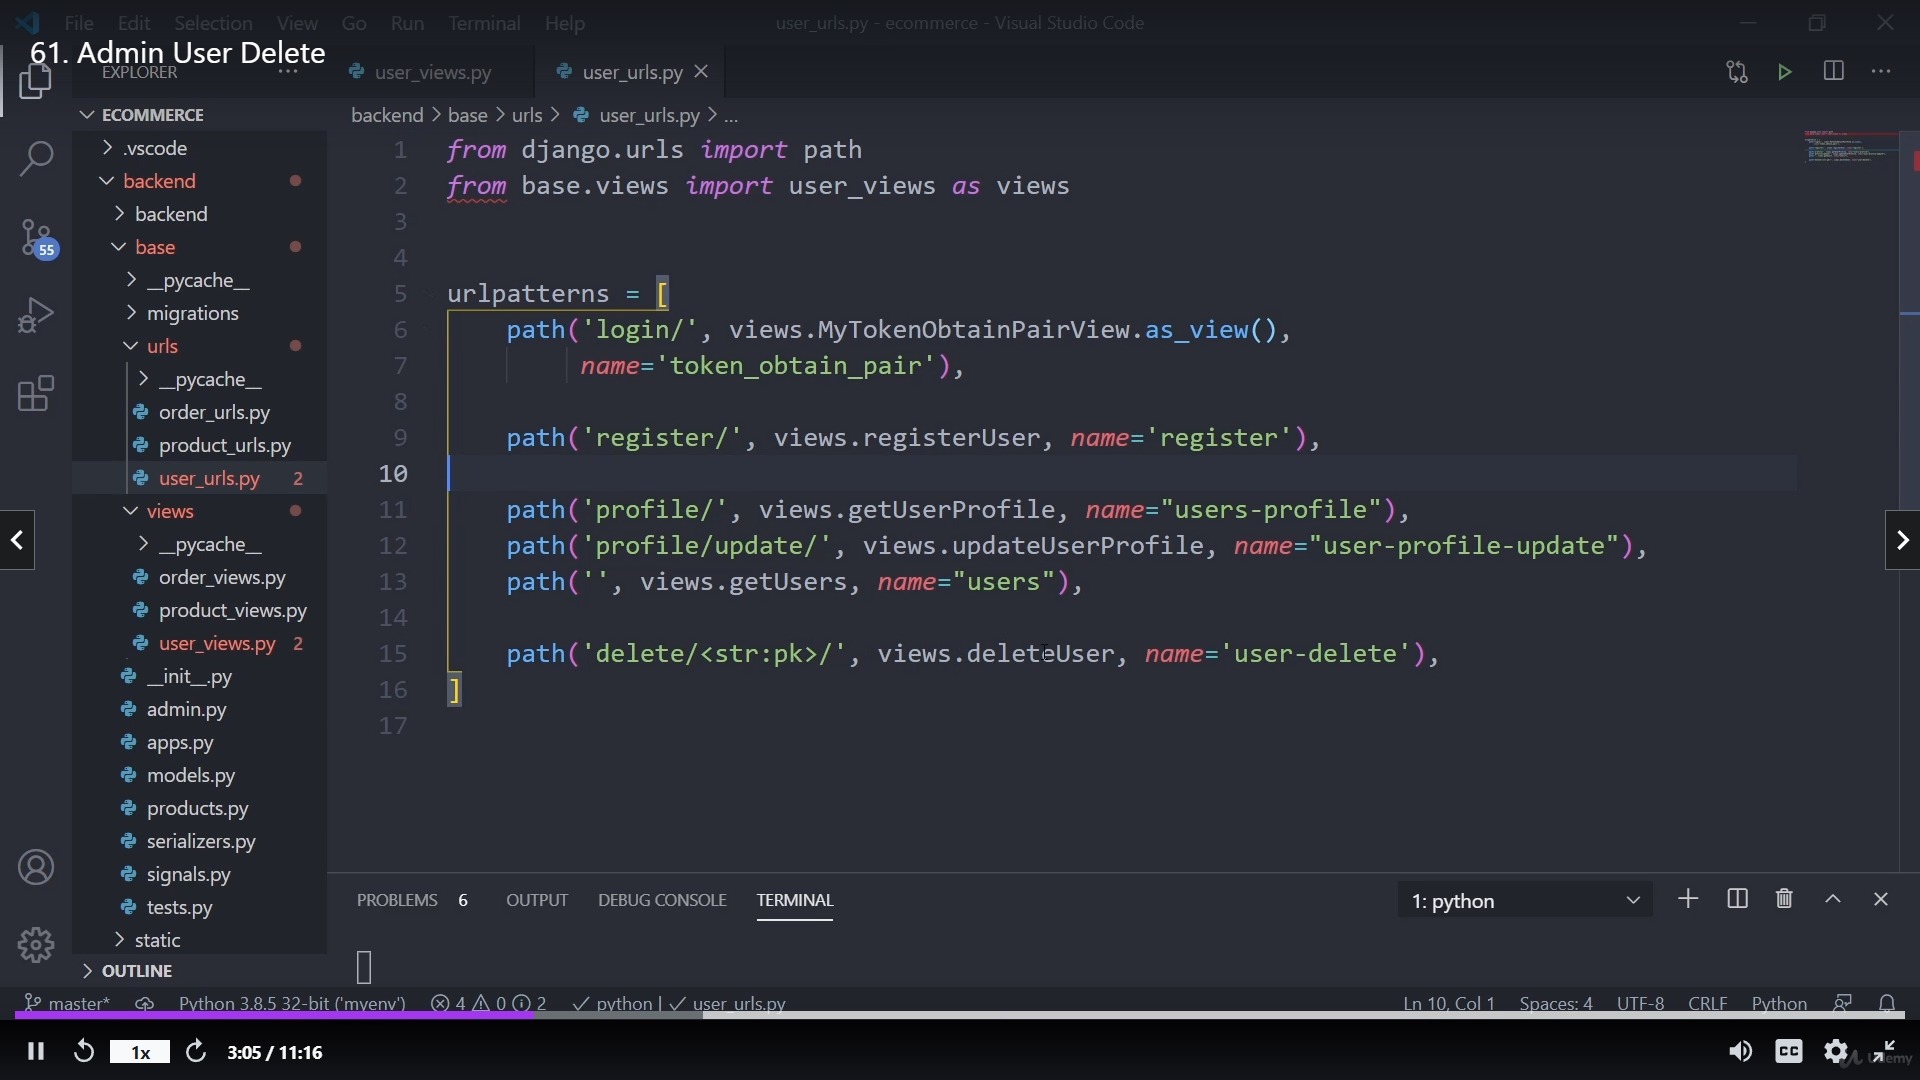 File Edit Selection View Go Run Terminal Help
user_urls.py - ecommerce - Visual Studio Code
61. Admin User Delete
EXPLORER
user_views.py
user_urls.py
ECOMMERCE
backend > base > urls > user_urls.py > ...
.vscode
backend
backend
base
__pycache__
migrations
urls
__pycache__
order_urls.py
product_urls.py
user_urls.py 2
views
__pycache__
order_views.py
product_views.py
user_views.py 2
__init__.py
admin.py
apps.py
models.py
products.py
serializers.py
signals.py
tests.py
static
OUTLINE
55
1 from django.urls import path
2 from base.views import user_views as views
3
4
5 urlpatterns = [
6 path('login/', views.MyTokenObtainPairView.as_view(),
7 name='token_obtain_pair'),
8
9 path('register/', views.registerUser, name='register'),
10
11 path('profile/', views.getUserProfile, name="users-profile"),
12 path('profile/update/', views.updateUserProfile, name="user-profile-update"),
13 path('', views.getUsers, name="users"),
14
15 path('delete/<str:pk>/', views.deleteUser, name='user-delete'),
16 ]
17
PROBLEMS 6 OUTPUT DEBUG CONSOLE TERMINAL
1: python
master* Python 3.8.5 32-bit ('myenv') 4 0 2 python | user_urls.py
Ln 10, Col 1 Spaces: 4 UTF-8 CRLF Python
1x 3:05 / 11:16
CC
Udemy